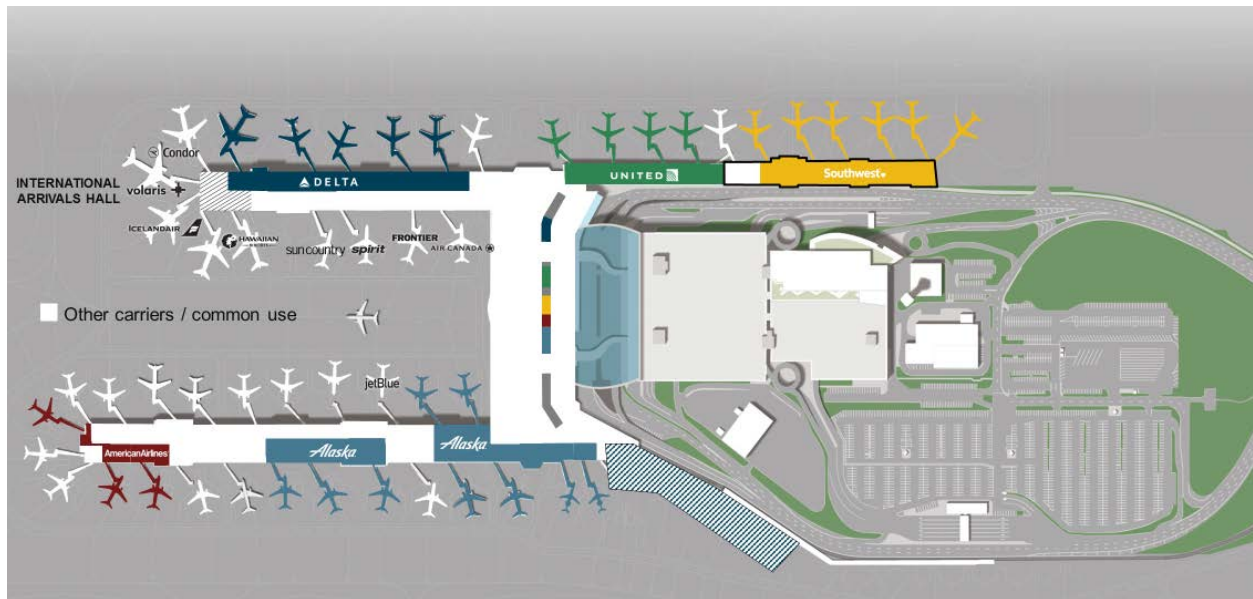 Condor
INTERNATIONAL
ARRIVALS HALL
volaris
ICELANDAIR
HAWAIIAN
suncountry
spirit
FRONTIER
AIR CANADA
DELTA
UNITED
Southwest
Other carriers / common use
jetBlue
AmericanAirlines
Alaska
Alaska